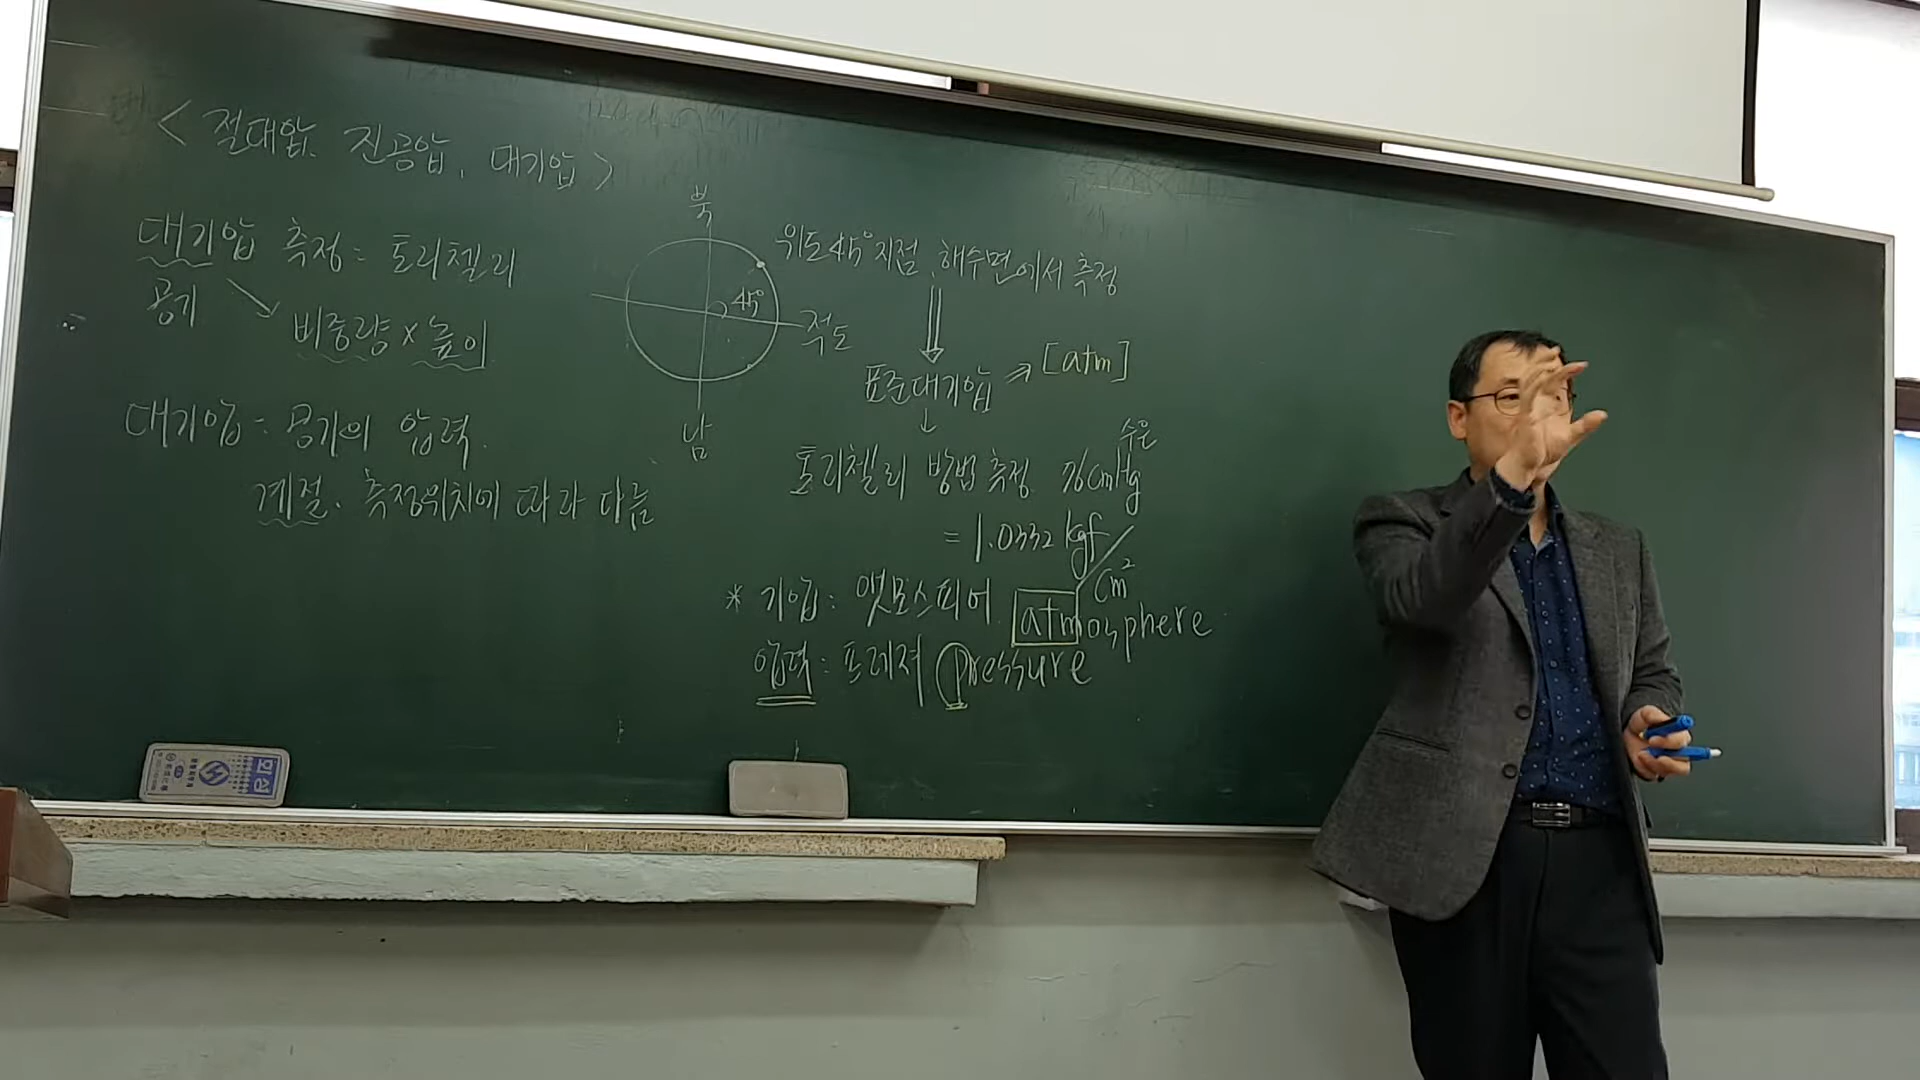 < 절대압, 진공압, 대기압 >
대기압 측정 = 토리첼리
공기
비중량 × 높이
대기압 = 공기의 압력.
계절, 측정위치에 따라 다름
북
45°
적도
남
위도 45° 지점, 해수면에서 측정
표준대기압 ⇒ [atm]
수은
토리첼리 방법 측정 76cmHg
= 1.0332 kgf/cm²
* 기압 : 앳모스피어 atmosphere
압력 : 프레져 pressure